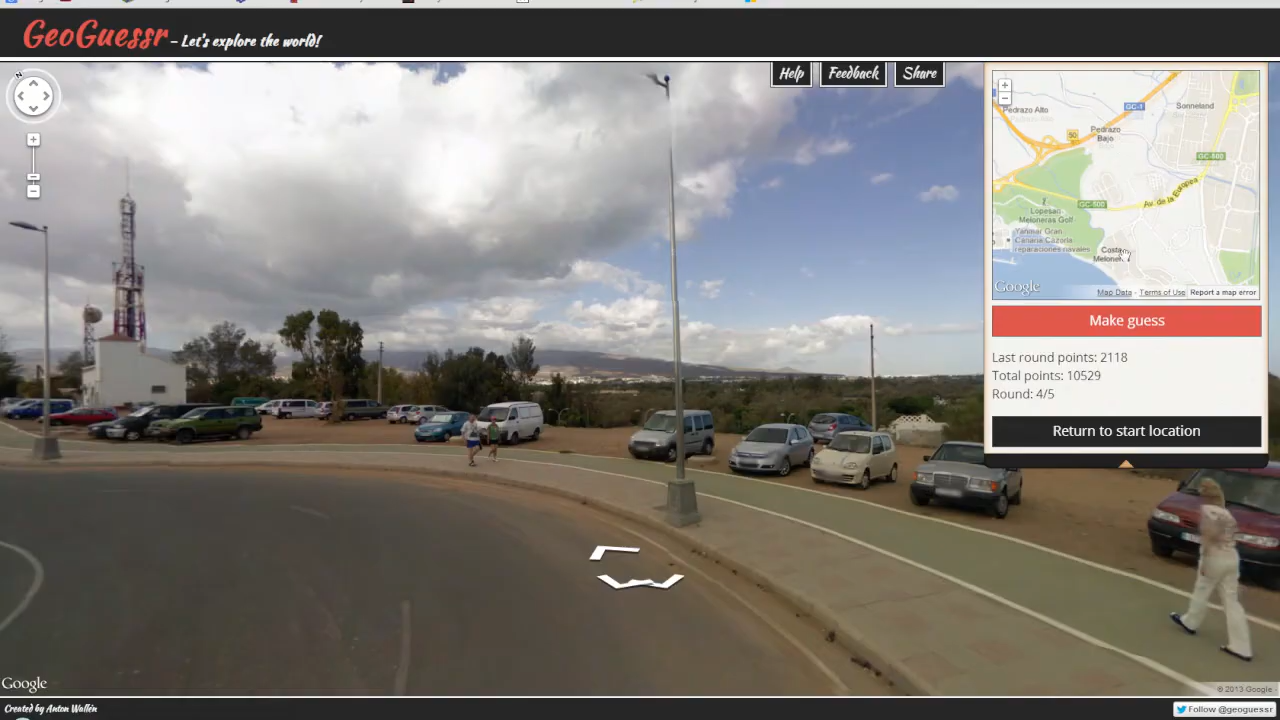 GeoGuessr - Let's explore the world!
Help
Feedback
Share
Pedrazo Alto
GC-1
Sonneland
50
Pedrazo
Bajo
GC-500
GC-500
Av. de la Estapea
Lopesan
Meloneras Golf
Yanmar Gran
Canaria Cazorla
reparaciones navales
Costa
Google
Map Data - Terms of Use
Report a map error
Make guess
Last round points: 2118
Total points: 10529
Round: 4/5
Return to start location
Google
© 2013 Google
Created by Anton Wallén
Follow @geoguessr